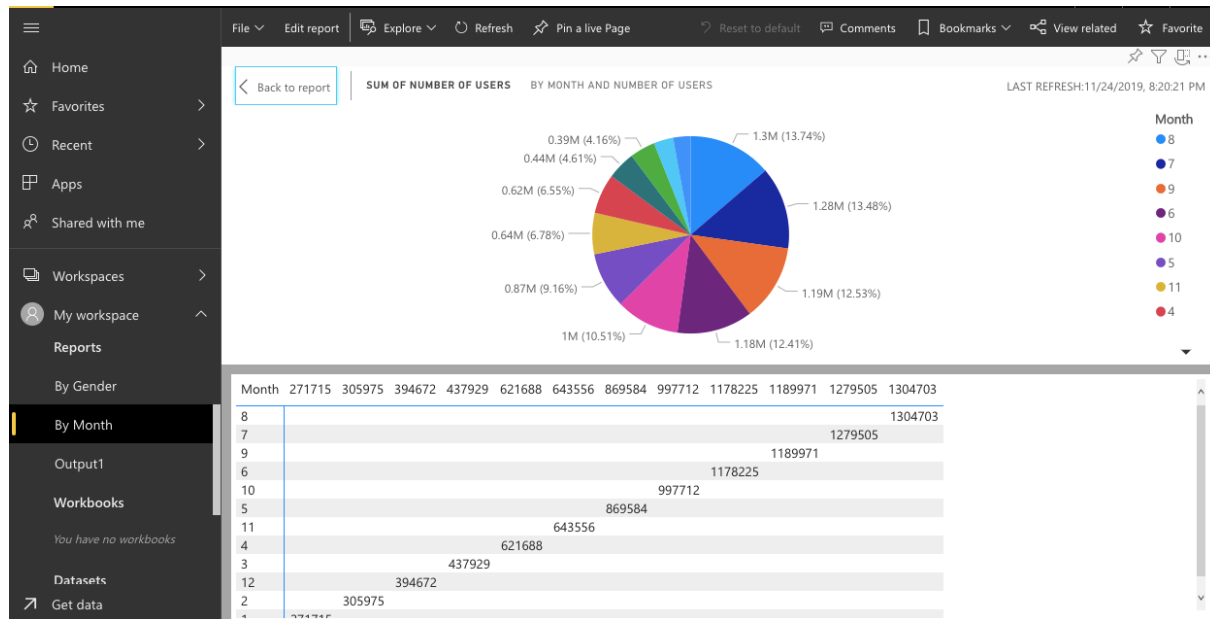 File Edit report Explore Refresh Pin a live Page Reset to default Comments Bookmarks View related Favorite
Home
Favorites
Recent
Apps
Shared with me
Workspaces
My workspace
Reports
By Gender
By Month
Output1
Workbooks
You have no workbooks
Datasets
Get data
Back to report SUM OF NUMBER OF USERS BY MONTH AND NUMBER OF USERS LAST REFRESH:11/24/2019, 8:20:21 PM
0.39M (4.16%)
0.44M (4.61%)
0.62M (6.55%)
0.64M (6.78%)
0.87M (9.16%)
1M (10.51%)
1.3M (13.74%)
1.28M (13.48%)
1.19M (12.53%)
1.18M (12.41%)
Month
8
7
9
6
10
5
11
4
Month 271715 305975 394672 437929 621688 643556 869584 997712 1178225 1189971 1279505 1304703
8 1304703
7 1279505
9 1189971
6 1178225
10 997712
5 869584
11 643556
4 621688
3 437929
12 394672
2 305975
1 271715